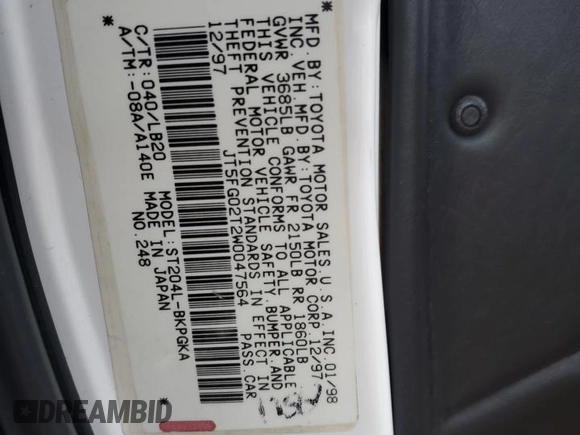 MFD. BY: TOYOTA MOTOR SALES, U.S.A., INC. 01/98
INC. VEH. MFD. BY: TOYOTA MOTOR CORP. 12/97
GVWR 3685LB GAWR FR 2150LB RR 1860LB
THIS VEHICLE CONFORMS TO ALL APPLICABLE
FEDERAL MOTOR VEHICLE SAFETY, BUMPER, AND
THEFT PREVENTION STANDARDS IN EFFECT IN
12/97 PASS. CAR
* JT5FG02T2W0047564 *
C/TR: 040/LB20 MODEL: ST204L-BKPGKA
A/TM: -08A/A140E NO. 248
MADE IN JAPAN
DREAMBID